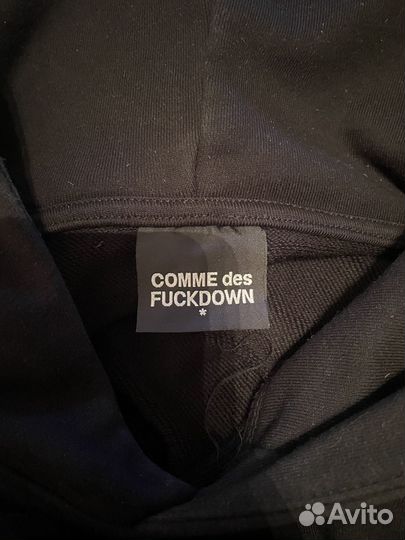 COMME des
FUCKDOWN
*
Avito